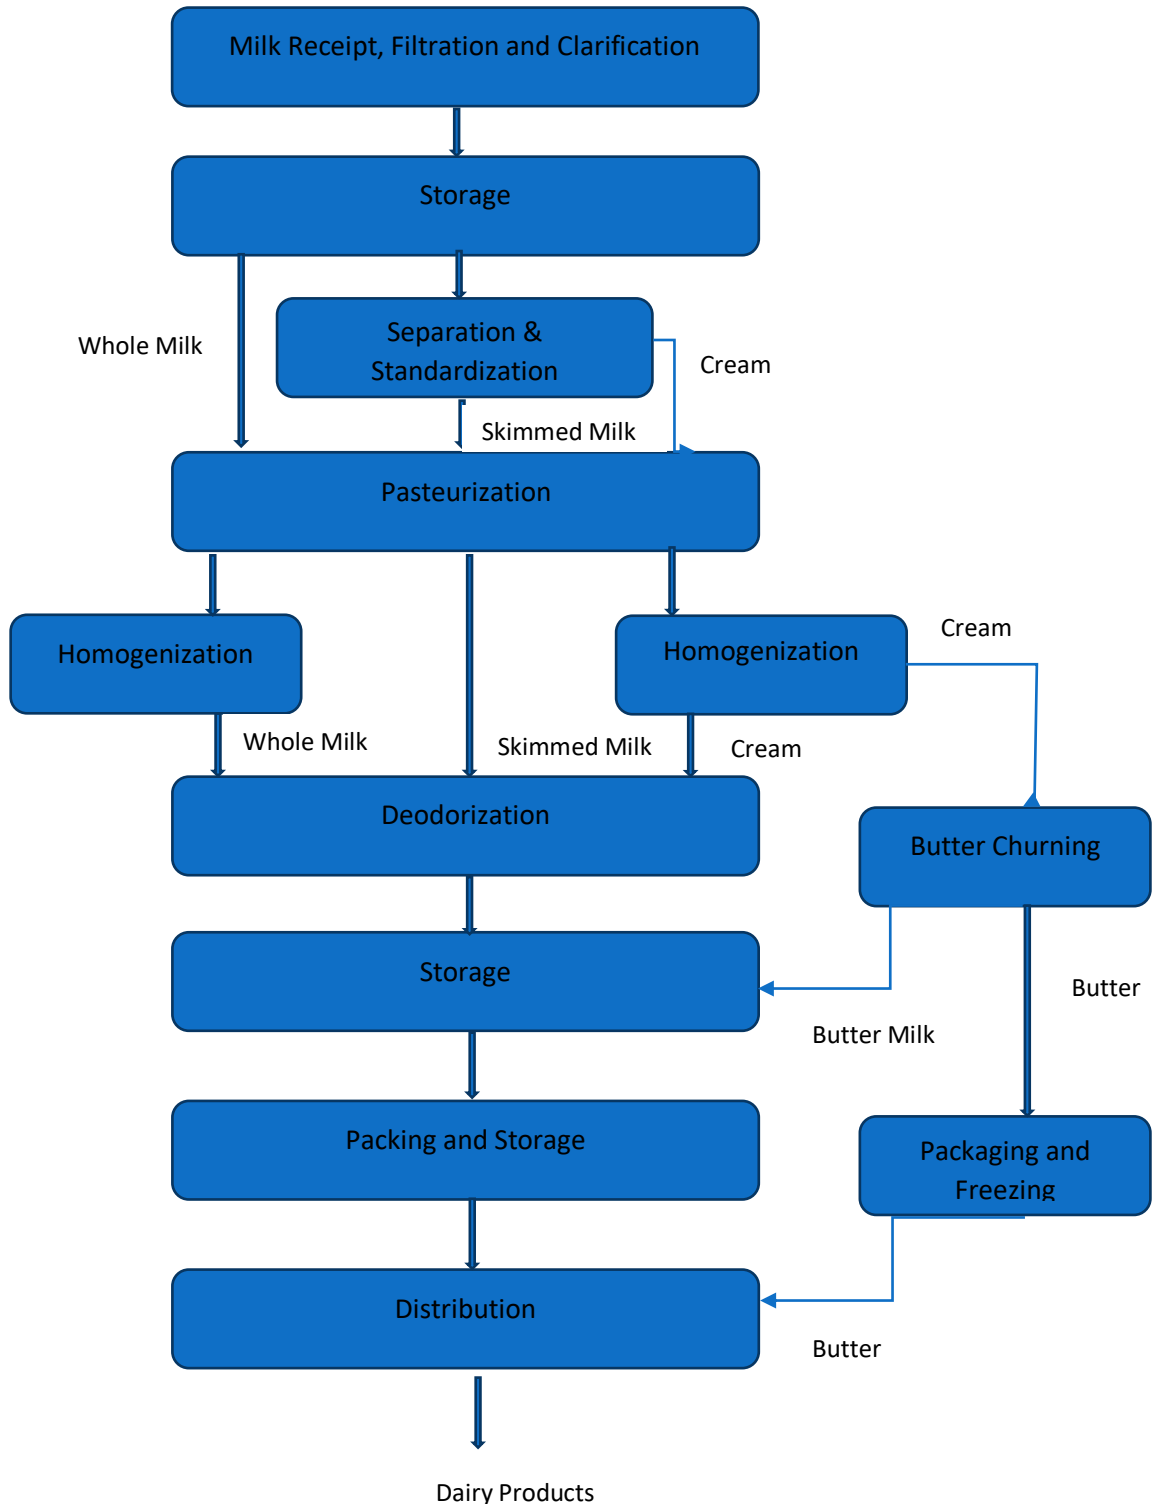 Milk Receipt, Filtration and Clarification
Storage
Separation &
Standardization
Whole Milk
Cream
Skimmed Milk
Pasteurization
Homogenization
Homogenization
Cream
Whole Milk
Skimmed Milk
Cream
Deodorization
Butter Churning
Storage
Butter
Butter Milk
Packing and Storage
Packaging and
Freezing
Distribution
Butter
Dairy Products